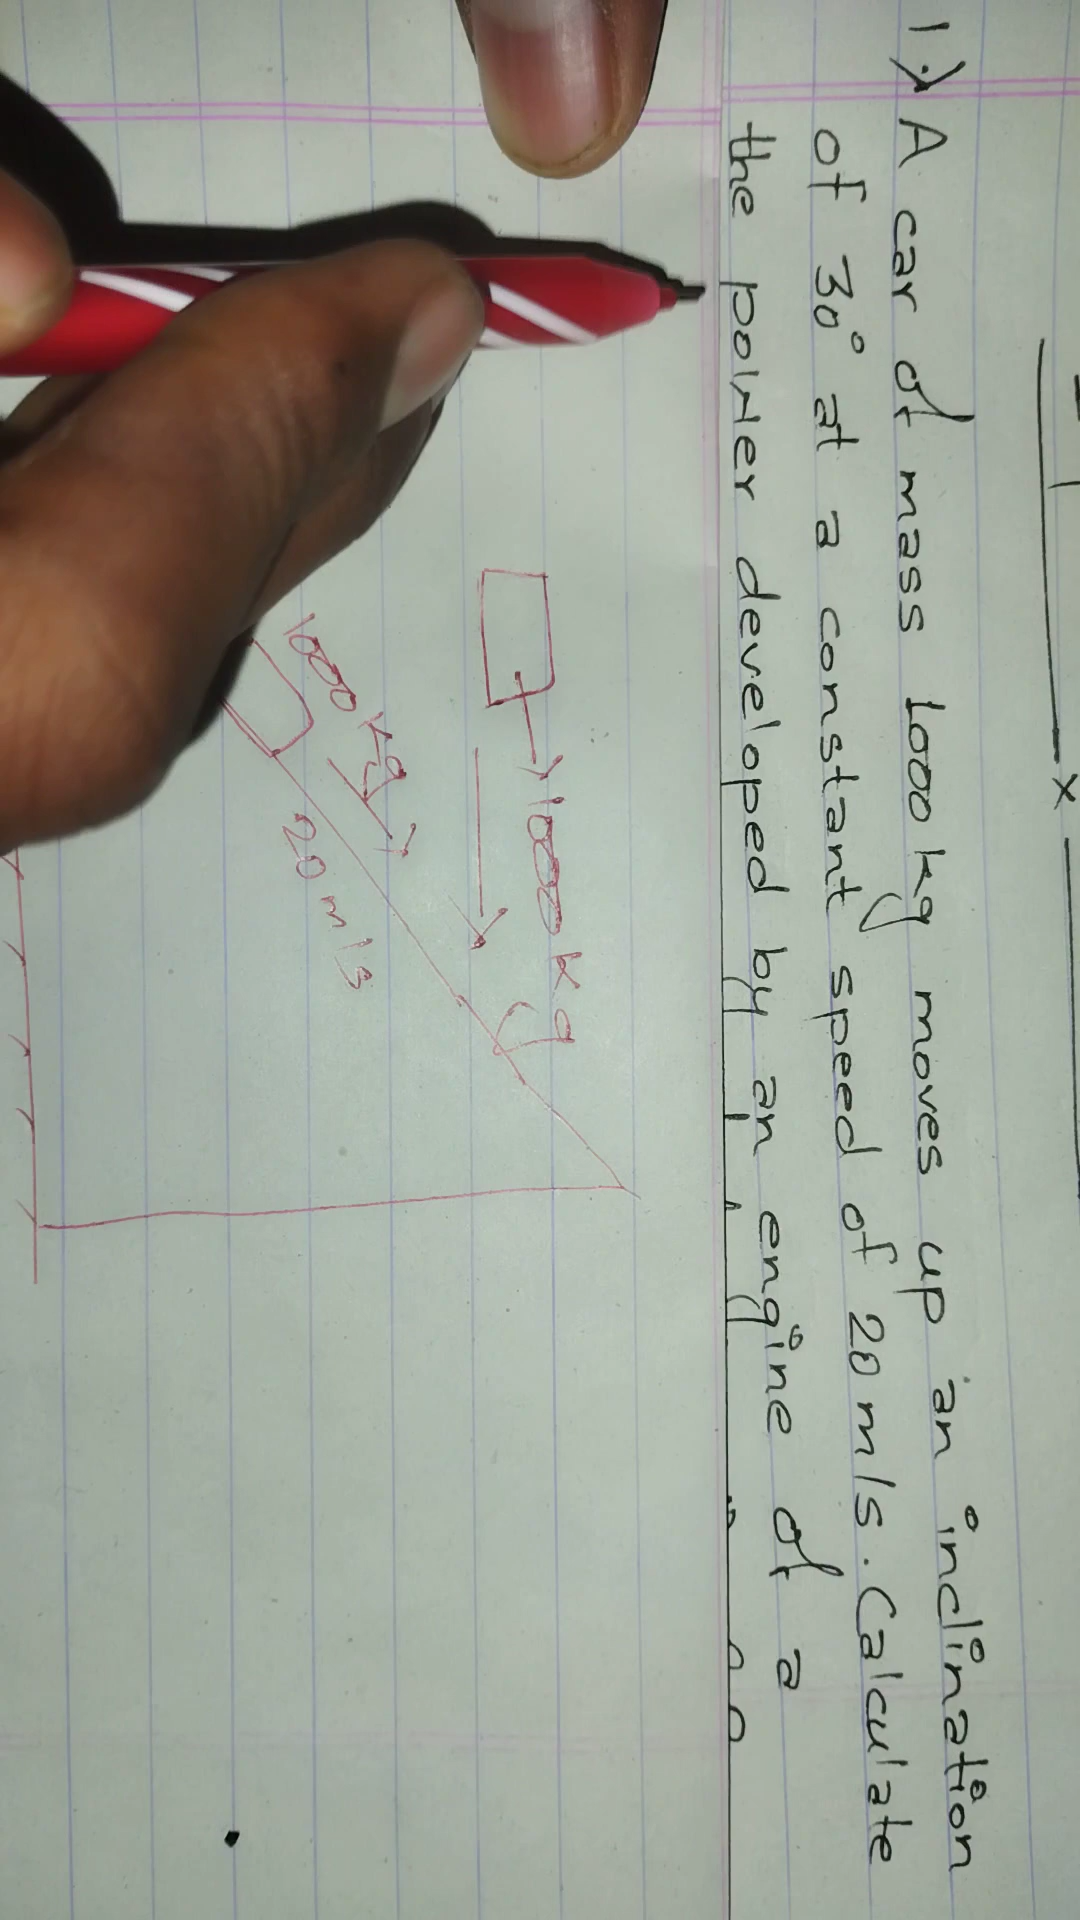 1.) A car of mass 1000 kg moves up an inclination
of 30° at a constant speed of 20 m/s. Calculate
the power developed by an engine of a
1000 kg
1000 kg
20 m/s